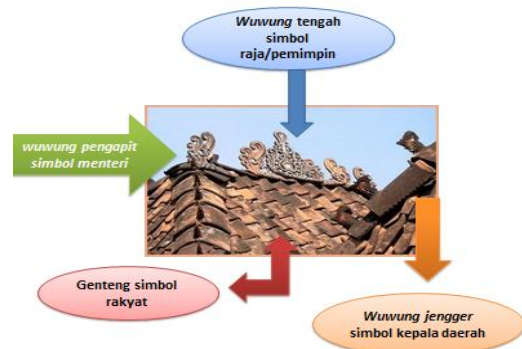 Wuwung tengah
simbol
raja/pemimpin
wuwung pengapit
simbol menteri
Genteng simbol
rakyat
Wuwung jengger
simbol kepala daerah